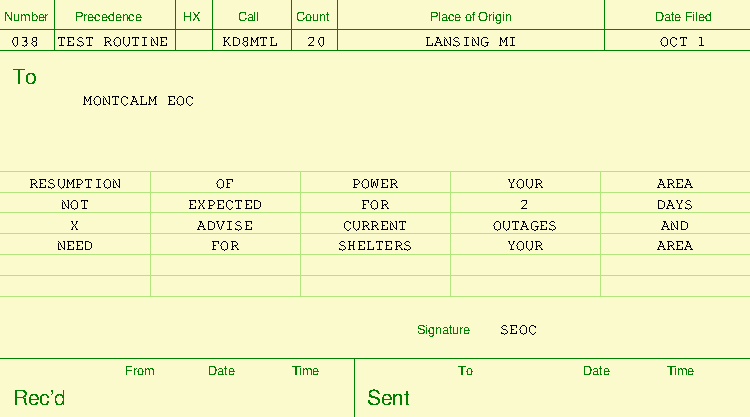 Number Precedence HX Call Count Place of Origin Date Filed
038 TEST ROUTINE KD8MTL 20 LANSING MI OCT 1
To
MONTCALM EOC
RESUMPTION OF POWER YOUR AREA
NOT EXPECTED FOR 2 DAYS
X ADVISE CURRENT OUTAGES AND
NEED FOR SHELTERS YOUR AREA
Signature SEOC
From Date Time To Date Time
Rec'd Sent